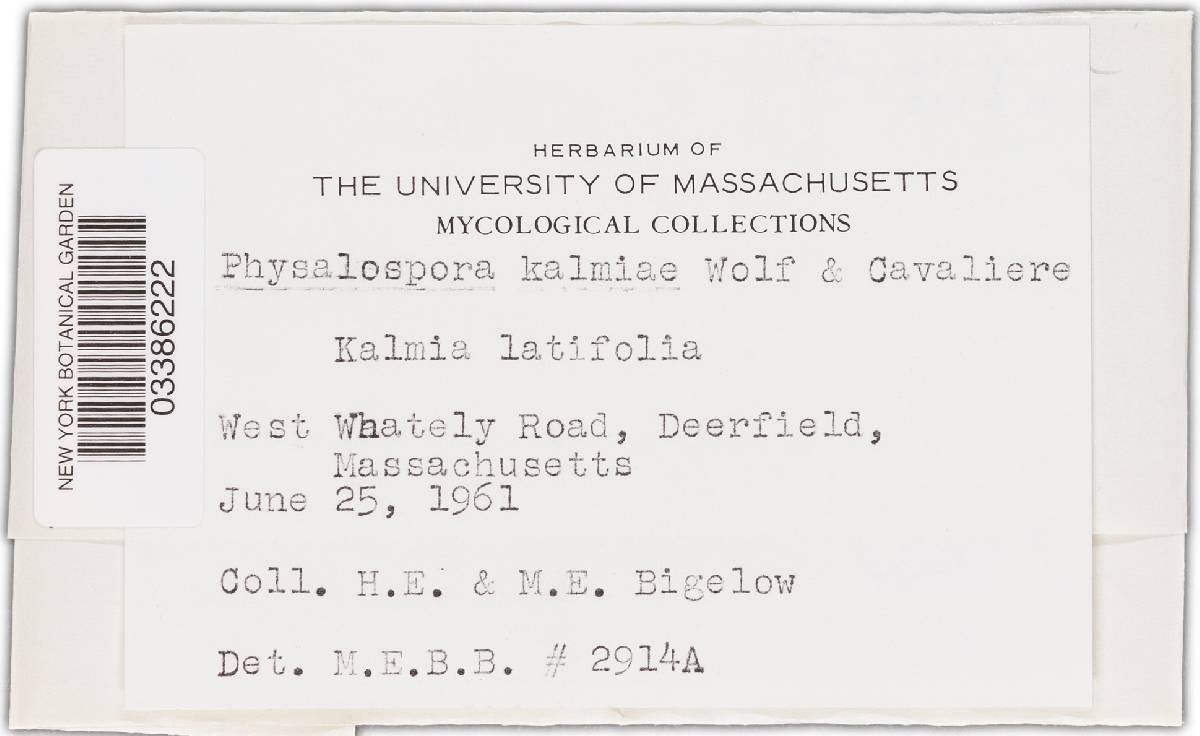 HERBARIUM OF
THE UNIVERSITY OF MASSACHUSETTS
MYCOLOGICAL COLLECTIONS
Physalospora kalmiae Wolf & Cavaliere
Kalmia latifolia
West Whately Road, Deerfield,
Massachusetts
June 25, 1961
Coll. H.E. & M.E. Bigelow
Det. M.E.B.B. # 2914A
NEW YORK BOTANICAL GARDEN
03386222